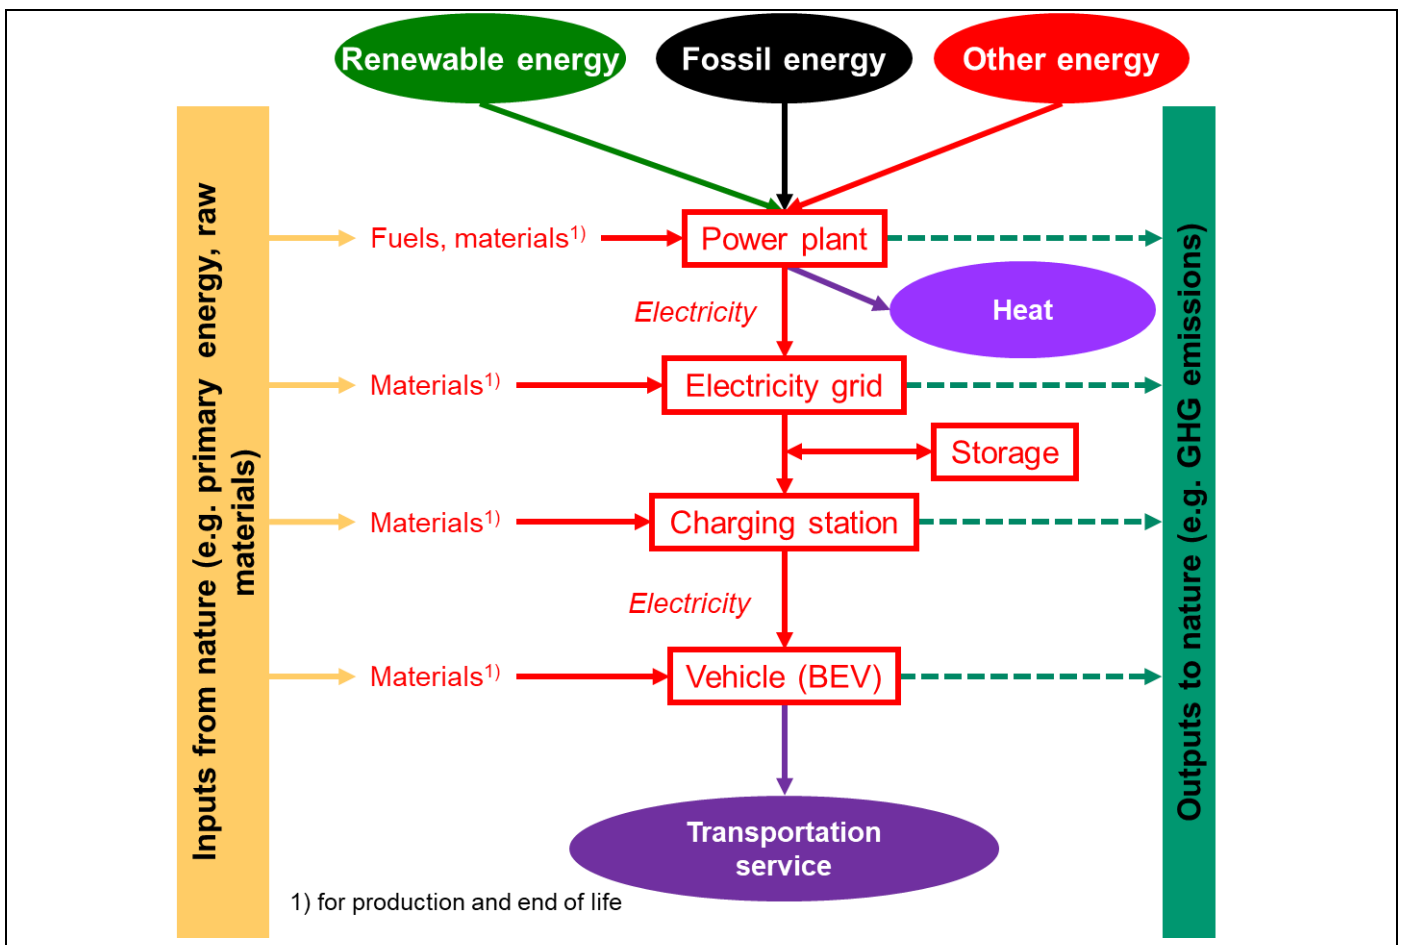 Renewable energy
Fossil energy
Other energy
Inputs from nature (e.g. primary energy, raw
materials)
Outputs to nature (e.g. GHG emissions)
Fuels, materials1)
Power plant
Heat
Electricity
Materials1)
Electricity grid
Storage
Materials1)
Charging station
Electricity
Materials1)
Vehicle (BEV)
Transportation
service
1) for production and end of life